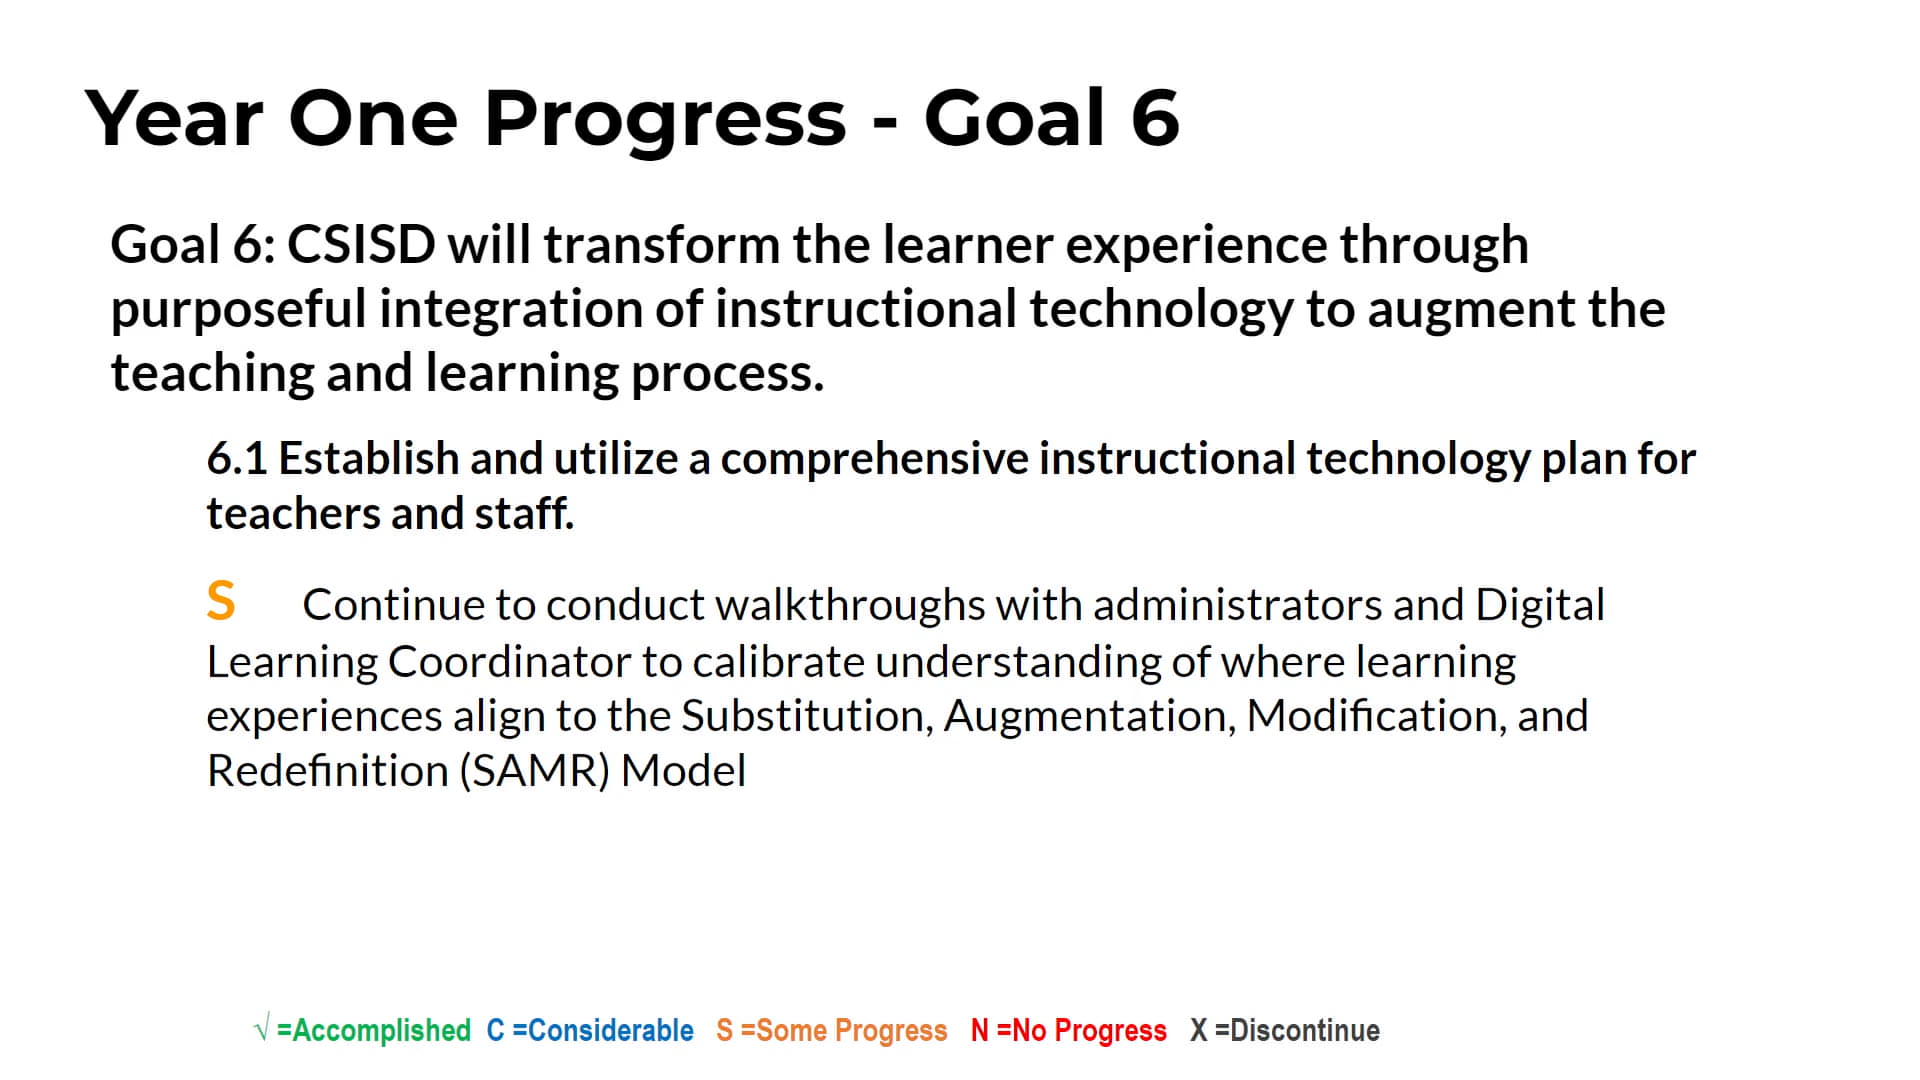 Year One Progress - Goal 6
Goal 6: CSISD will transform the learner experience through
purposeful integration of instructional technology to augment the
teaching and learning process.
6.1 Establish and utilize a comprehensive instructional technology plan for
teachers and staff.
S Continue to conduct walkthroughs with administrators and Digital
Learning Coordinator to calibrate understanding of where learning
experiences align to the Substitution, Augmentation, Modification, and
Redefinition (SAMR) Model
√ =Accomplished C =Considerable S =Some Progress N =No Progress X =Discontinue